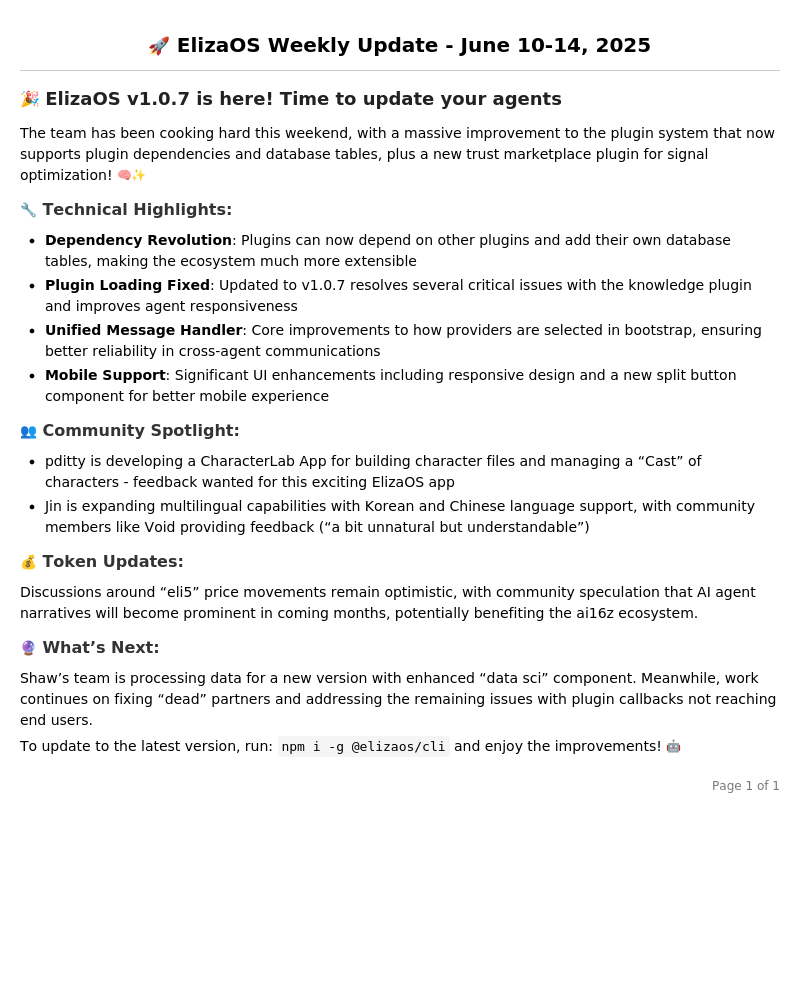 🚀 ElizaOS Weekly Update - June 10-14, 2025
🎉 ElizaOS v1.0.7 is here! Time to update your agents
The team has been cooking hard this weekend, with a massive improvement to the plugin system that now
supports plugin dependencies and database tables, plus a new trust marketplace plugin for signal
optimization! 🧠✨
🔧 Technical Highlights:
• Dependency Revolution: Plugins can now depend on other plugins and add their own database
tables, making the ecosystem much more extensible
• Plugin Loading Fixed: Updated to v1.0.7 resolves several critical issues with the knowledge plugin
and improves agent responsiveness
• Unified Message Handler: Core improvements to how providers are selected in bootstrap, ensuring
better reliability in cross-agent communications
• Mobile Support: Significant UI enhancements including responsive design and a new split button
component for better mobile experience
👥 Community Spotlight:
• pditty is developing a CharacterLab App for building character files and managing a “Cast” of
characters - feedback wanted for this exciting ElizaOS app
• Jin is expanding multilingual capabilities with Korean and Chinese language support, with community
members like Void providing feedback (“a bit unnatural but understandable”)
💰 Token Updates:
Discussions around “eli5” price movements remain optimistic, with community speculation that AI agent
narratives will become prominent in coming months, potentially benefiting the ai16z ecosystem.
🔮 What’s Next:
Shaw’s team is processing data for a new version with enhanced “data sci” component. Meanwhile, work
continues on fixing “dead” partners and addressing the remaining issues with plugin callbacks not reaching
end users.
To update to the latest version, run: npm i -g @elizaos/cli and enjoy the improvements! 🤖
Page 1 of 1